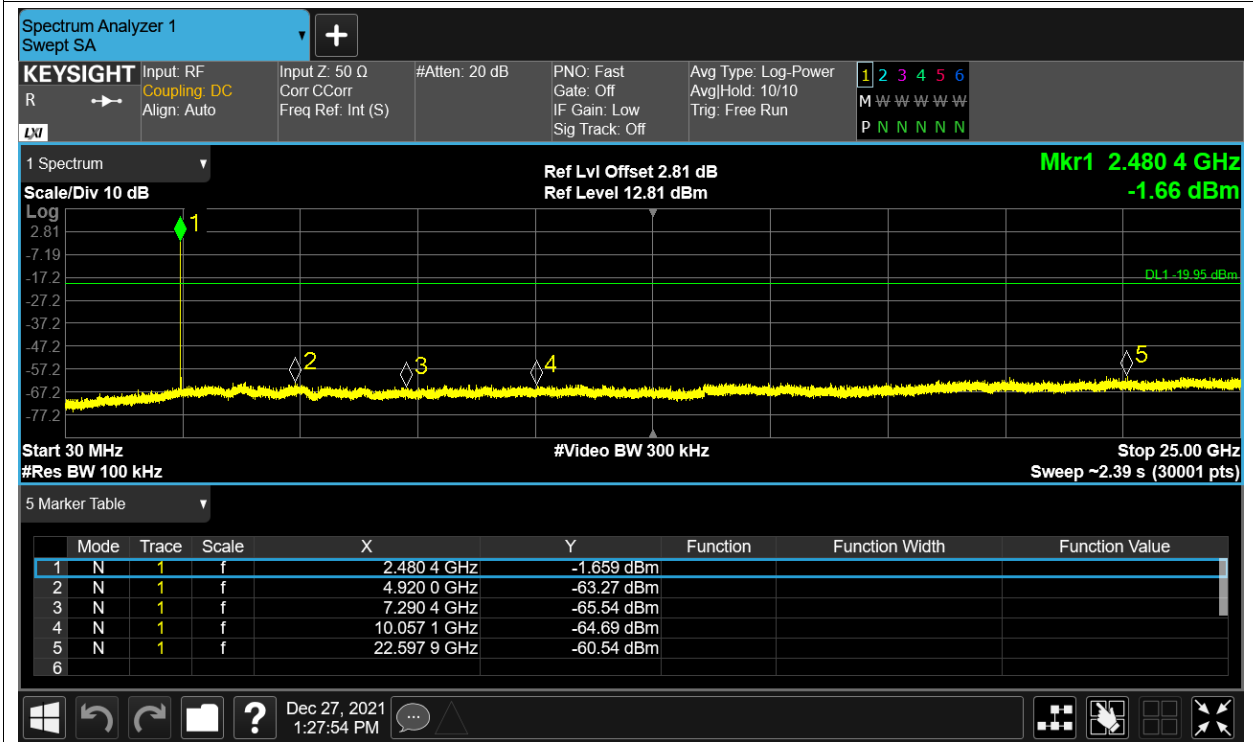 Spectrum Analyzer 1
Swept SA
+
KEYSIGHT Input: RF Input Z: 50 Ω #Atten: 20 dB PNO: Fast Avg Type: Log-Power 1 2 3 4 5 6
R Coupling: DC Corr CCorr Gate: Off Avg|Hold: 10/10 M W W W W W
Align: Auto Freq Ref: Int (S) IF Gain: Low Trig: Free Run
LXI Sig Track: Off P N N N N N
1 Spectrum
Ref Lvl Offset 2.81 dB Mkr1 2.480 4 GHz
Scale/Div 10 dB Ref Level 12.81 dBm -1.66 dBm
Log
1
2.81
-7.19
-17.2
DL1 -19.95 dBm
-27.2
-37.2
-47.2
2 3 4 5
-57.2
-67.2
-77.2
Start 30 MHz #Video BW 300 kHz Stop 25.00 GHz
#Res BW 100 kHz Sweep ~2.39 s (30001 pts)
5 Marker Table
Mode Trace Scale X Y Function Function Width Function Value
1 N 1 f 2.480 4 GHz -1.659 dBm
2 N 1 f 4.920 0 GHz -63.27 dBm
3 N 1 f 7.290 4 GHz -65.54 dBm
4 N 1 f 10.057 1 GHz -64.69 dBm
5 N 1 f 22.597 9 GHz -60.54 dBm
6
? Dec 27, 2021
1:27:54 PM